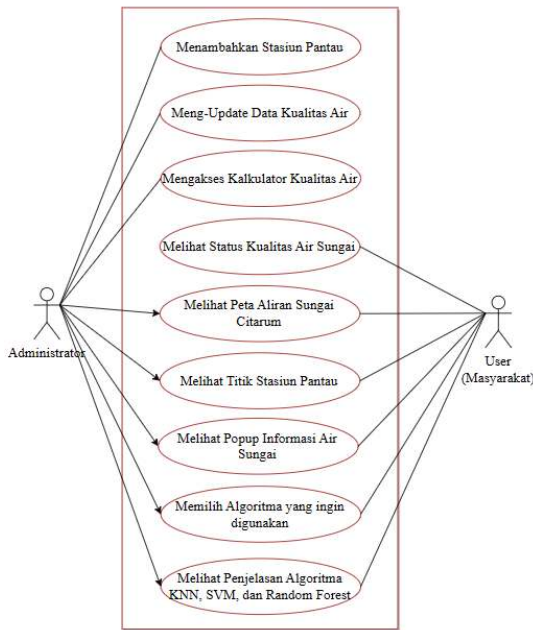 Menambahkan Stasiun Pantau
Meng-Update Data Kualitas Air
Mengakses Kalkulator Kualitas Air
Melihat Status Kualitas Air Sungai
Melihat Peta Aliran Sungai
Citarum
Administrator
User
(Masyarakat)
Melihat Titik Stasiun Pantau
Melihat Popup Informasi Air
Sungai
Memilih Algoritma yang ingin
digunakan
Melihat Penjelasan Algoritma
KNN, SVM, dan Random Forest